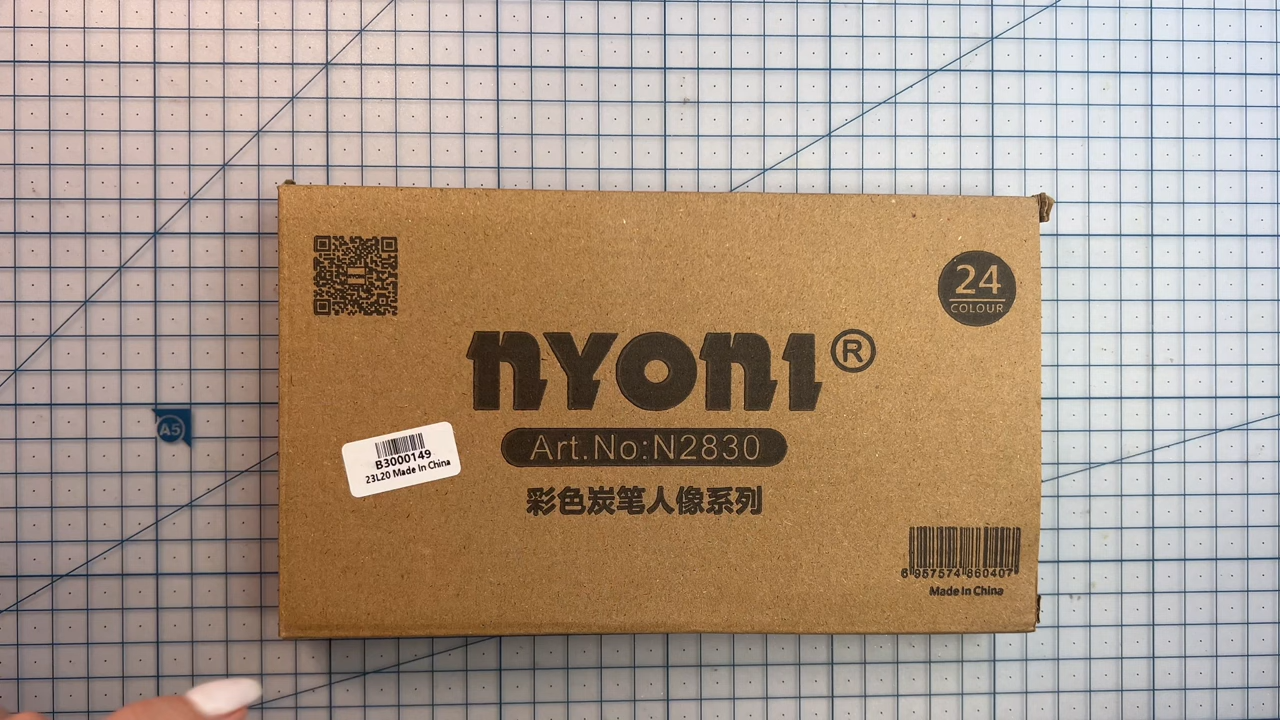 24
COLOUR
nyoni®
Art.No:N2830
彩色炭笔人像系列
B3000149
23L20 Made In China
6 957574 860407
Made In China
A5